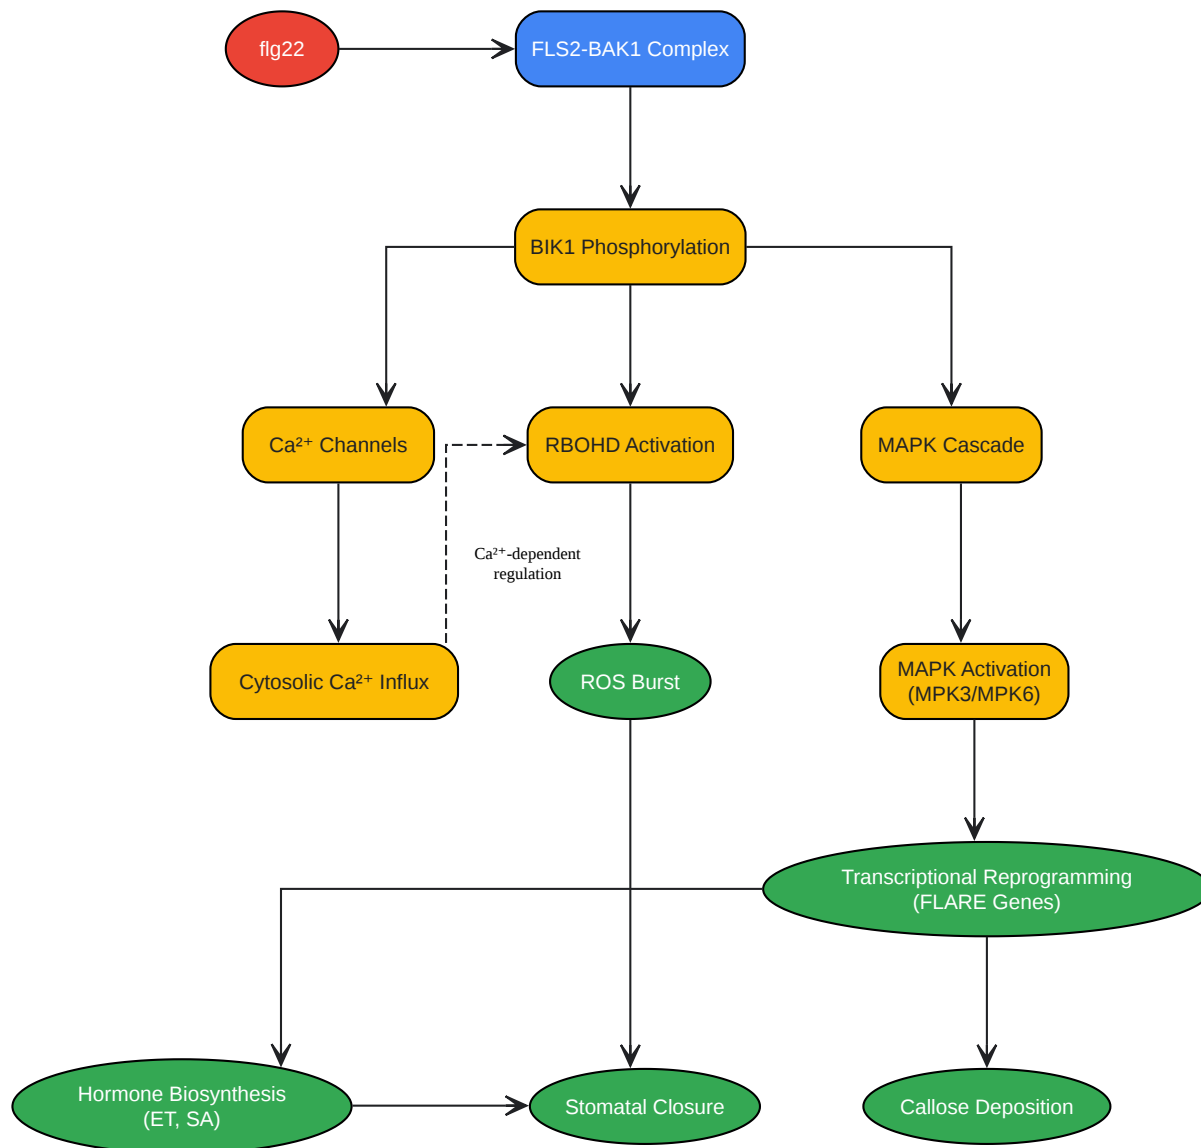 flg22
FLS2-BAK1 Complex
BIK1 Phosphorylation
Ca²⁺ Channels
RBOHD Activation
MAPK Cascade
Ca²⁺-dependent
regulation
Cytosolic Ca²⁺ Influx
ROS Burst
MAPK Activation
(MPK3/MPK6)
Transcriptional Reprogramming
(FLARE Genes)
Hormone Biosynthesis
(ET, SA)
Stomatal Closure
Callose Deposition